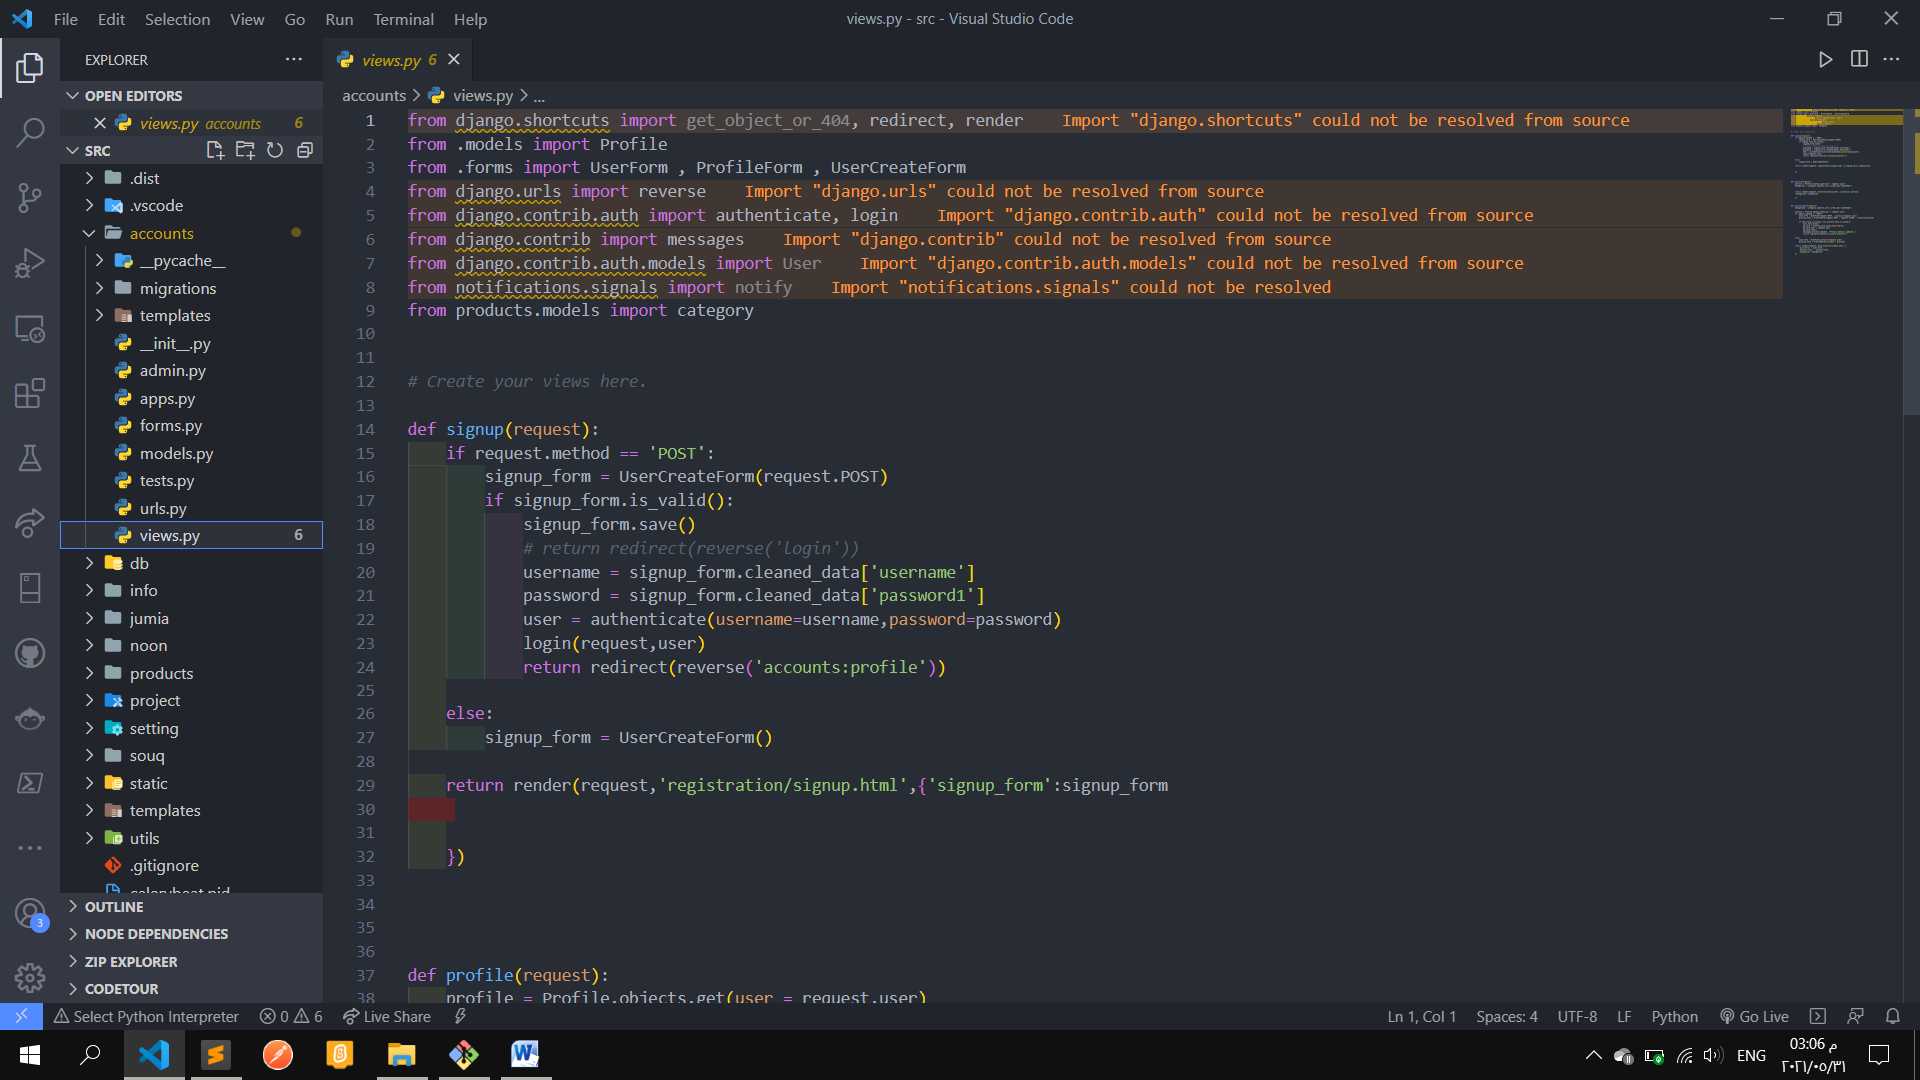 File Edit Selection View Go Run Terminal Help
views.py - src - Visual Studio Code
EXPLORER
OPEN EDITORS
views.py accounts 6
SRC
.dist
.vscode
accounts
__pycache__
migrations
templates
__init__.py
admin.py
apps.py
forms.py
models.py
tests.py
urls.py
views.py 6
db
info
jumia
noon
products
project
setting
souq
static
templates
utils
.gitignore
OUTLINE
NODE DEPENDENCIES
ZIP EXPLORER
CODETOUR
3
views.py 6
accounts > views.py > ...
1 from django.shortcuts import get_object_or_404, redirect, render Import "django.shortcuts" could not be resolved from source
2 from .models import Profile
3 from .forms import UserForm , ProfileForm , UserCreateForm
4 from django.urls import reverse Import "django.urls" could not be resolved from source
5 from django.contrib.auth import authenticate, login Import "django.contrib.auth" could not be resolved from source
6 from django.contrib import messages Import "django.contrib" could not be resolved from source
7 from django.contrib.auth.models import User Import "django.contrib.auth.models" could not be resolved from source
8 from notifications.signals import notify Import "notifications.signals" could not be resolved
9 from products.models import category
10
11
12 # Create your views here.
13
14 def signup(request):
15 if request.method == 'POST':
16 signup_form = UserCreateForm(request.POST)
17 if signup_form.is_valid():
18 signup_form.save()
19 # return redirect(reverse('login'))
20 username = signup_form.cleaned_data['username']
21 password = signup_form.cleaned_data['password1']
22 user = authenticate(username=username,password=password)
23 login(request,user)
24 return redirect(reverse('accounts:profile'))
25
26 else:
27 signup_form = UserCreateForm()
28
29 return render(request,'registration/signup.html',{'signup_form':signup_form
30
31
32 })
33
34
35
36
37 def profile(request):
38 profile = Profile.objects.get(user = request.user)
Select Python Interpreter 0 6 Live Share
Ln 1, Col 1 Spaces: 4 UTF-8 LF Python Go Live
ENG
03:06 م
٢٠٢١/٠٥/٣١